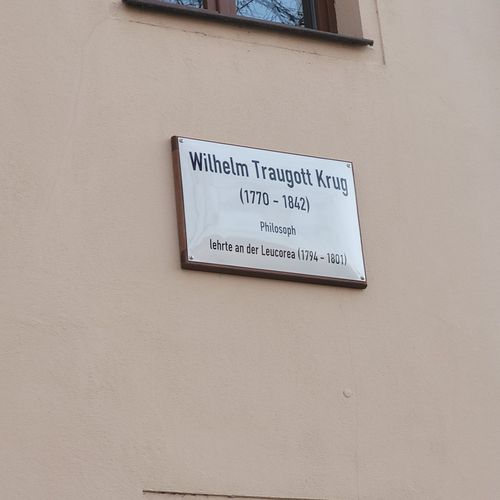 Wilhelm Traugott Krug
(1770 - 1842)
Philosoph
lehrte an der Leucorea (1794 - 1801)